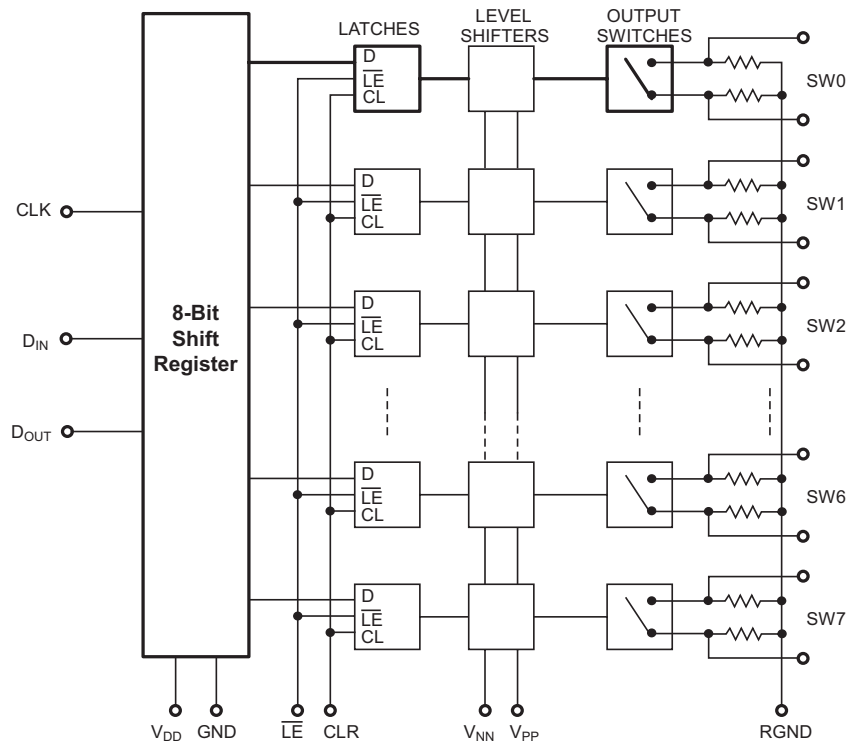 LATCHES
LEVEL
SHIFTERS
OUTPUT
SWITCHES
D
LE
CL
SW0
D
LE
CL
SW1
CLK
8-Bit
Shift
Register
D
LE
CL
SW2
DIN
DOUT
D
LE
CL
SW6
D
LE
CL
SW7
VDD
GND
LE
CLR
VNN
VPP
RGND